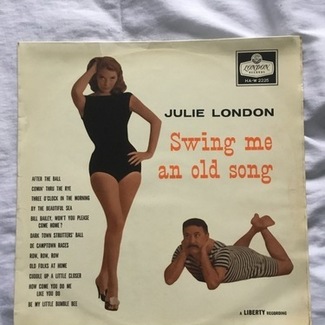 LONDON
RECORDS
HA-W 2225
JULIE LONDON
Swing me
an old song
AFTER THE BALL
COMIN' THRU THE RYE
THREE O'CLOCK IN THE MORNING
BY THE BEAUTIFUL SEA
BILL BAILEY, WON'T YOU PLEASE
COME HOME?
DARK TOWN STRUTTERS' BALL
DE CAMPTOWN RACES
ROW, ROW, ROW
OLD FOLKS AT HOME
CUDDLE UP A LITTLE CLOSER
HOW COME YOU DO ME
LIKE YOU DO
BE MY LITTLE BUMBLE BEE
A LIBERTY RECORDING